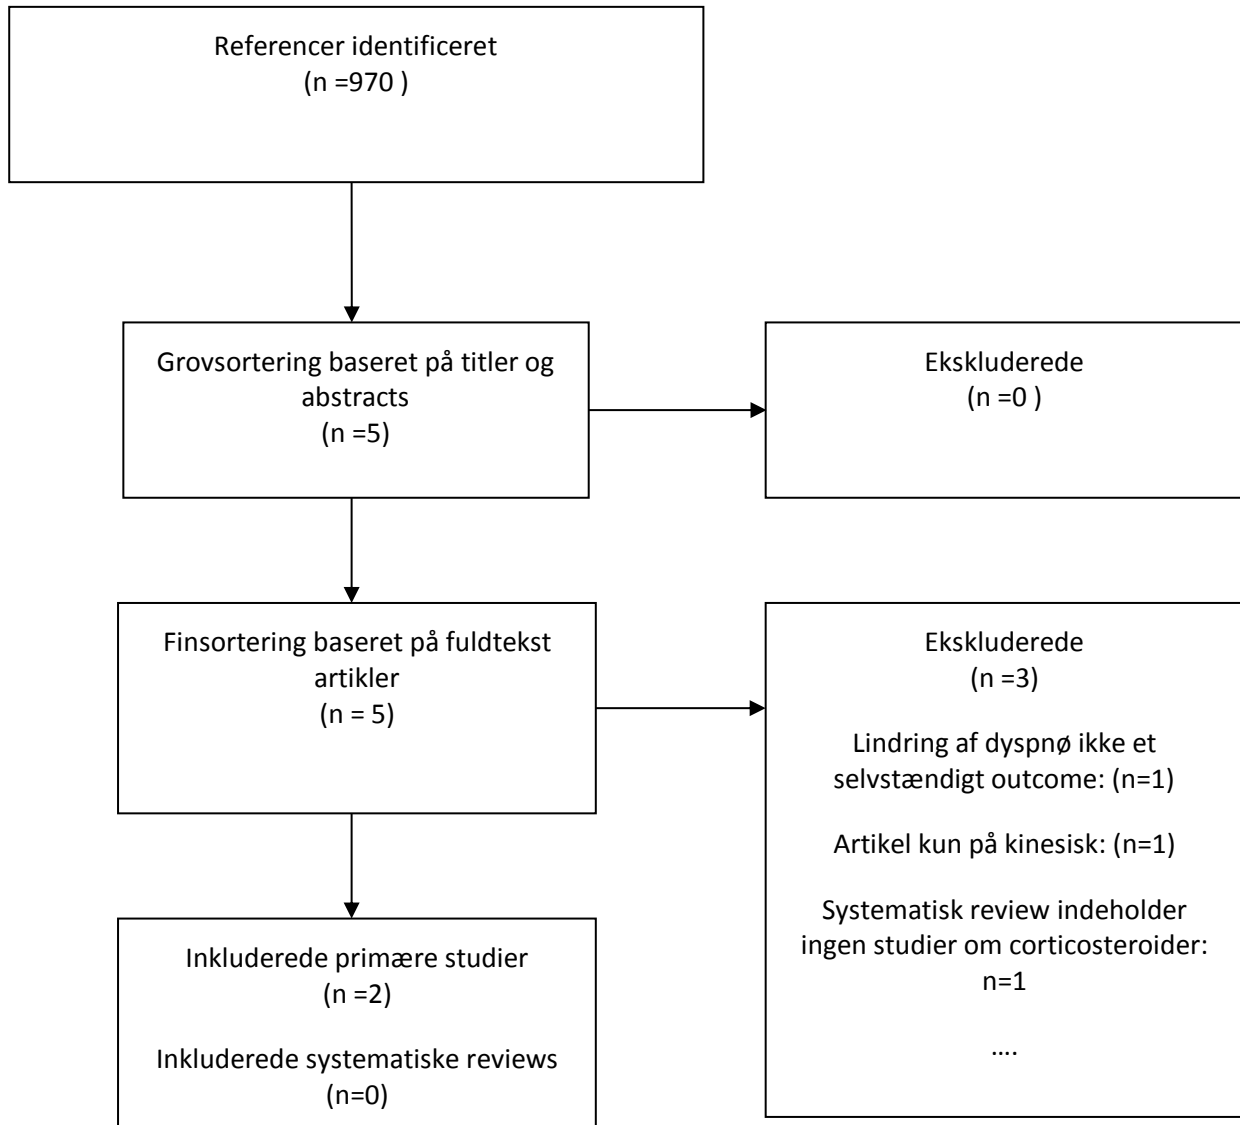 Referencer identificeret
(n =970 )
Grovsortering baseret på titler og
abstracts
(n =5)
Ekskluderede
(n =0 )
Finsortering baseret på fuldtekst
artikler
(n = 5)
Ekskluderede
(n =3)
Lindring af dyspnø ikke et
selvstændigt outcome: (n=1)
Artikel kun på kinesisk: (n=1)
Systematisk review indeholder
ingen studier om corticosteroider:
n=1
….
Inkluderede primære studier
(n =2)
Inkluderede systematiske reviews
(n=0)